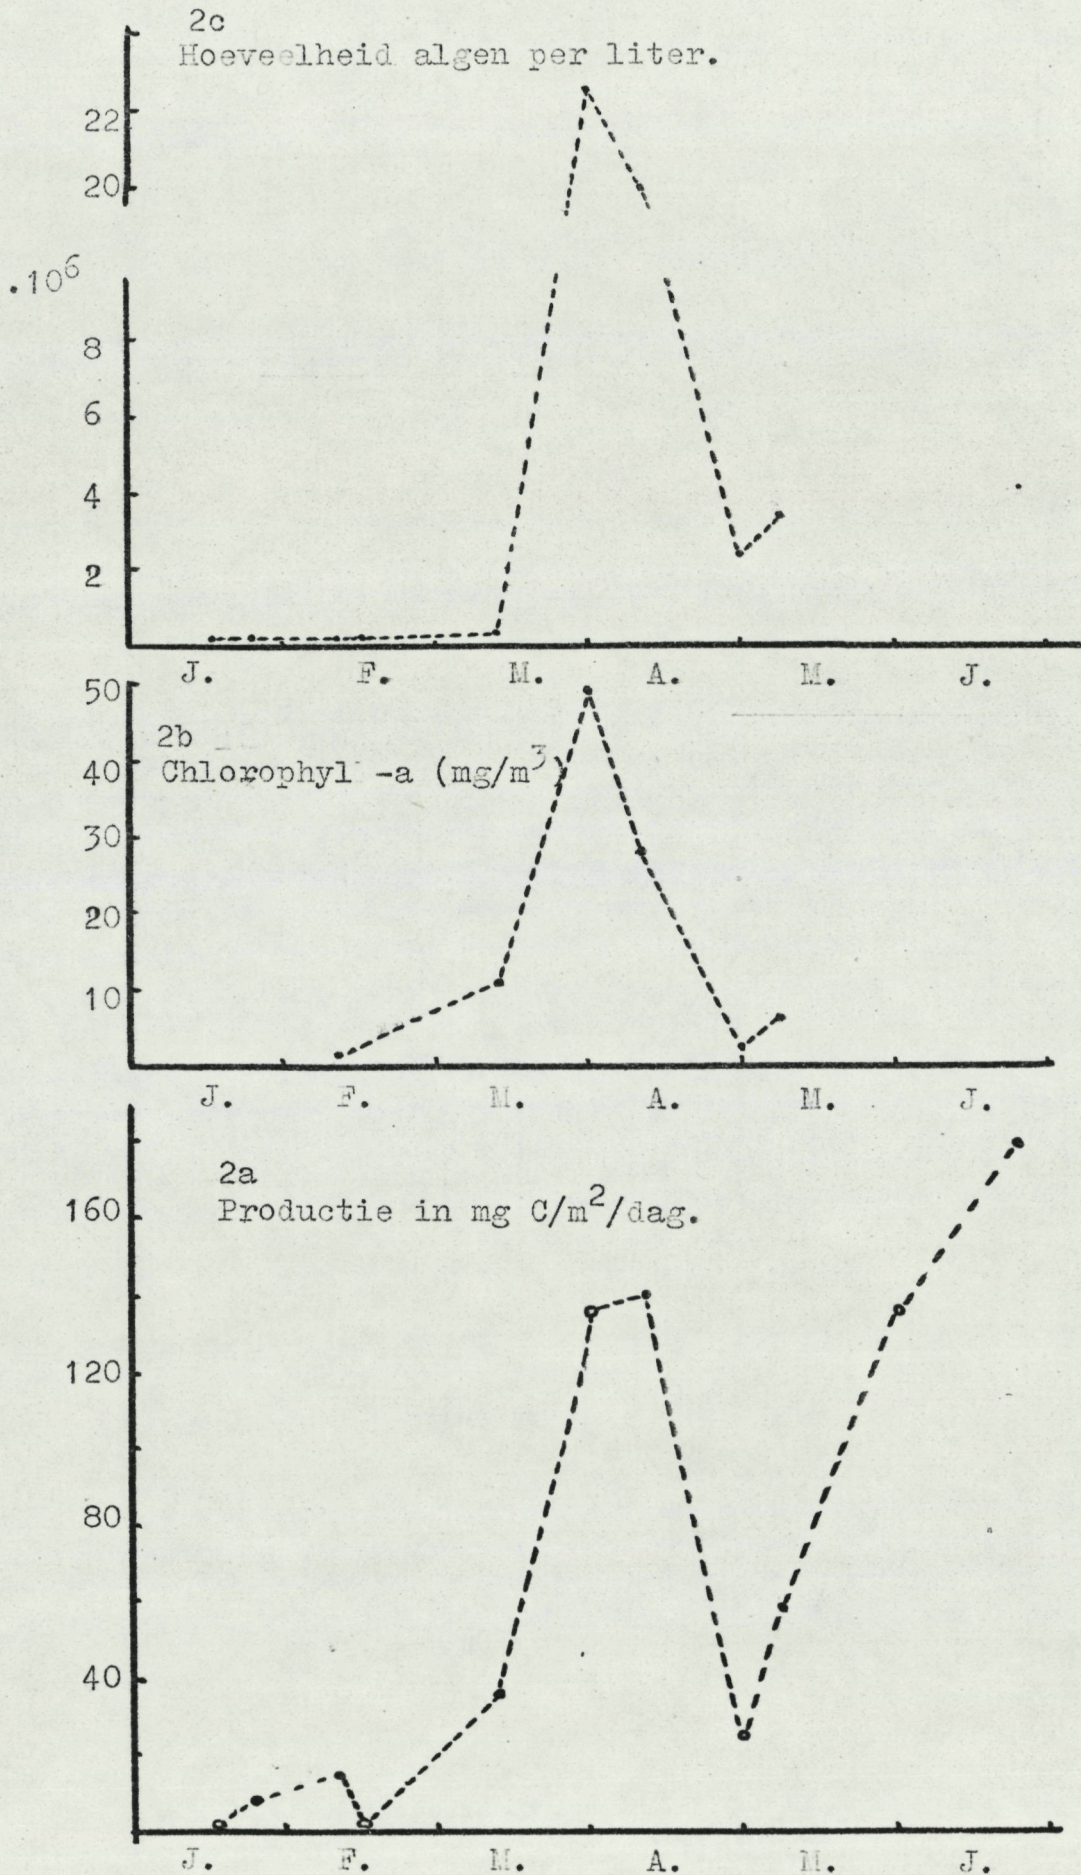 2c
Hoeveelheid algen per liter.
22
20
.10⁶
8
6
4
2
J. F. M. A. M. J.
50
2b
40
Chlorophyl -a (mg/m³)
30
20
10
J. F. M. A. M. J.
2a
160
Productie in mg C/m²/dag.
120
80
40
J. F. M. A. M. J.